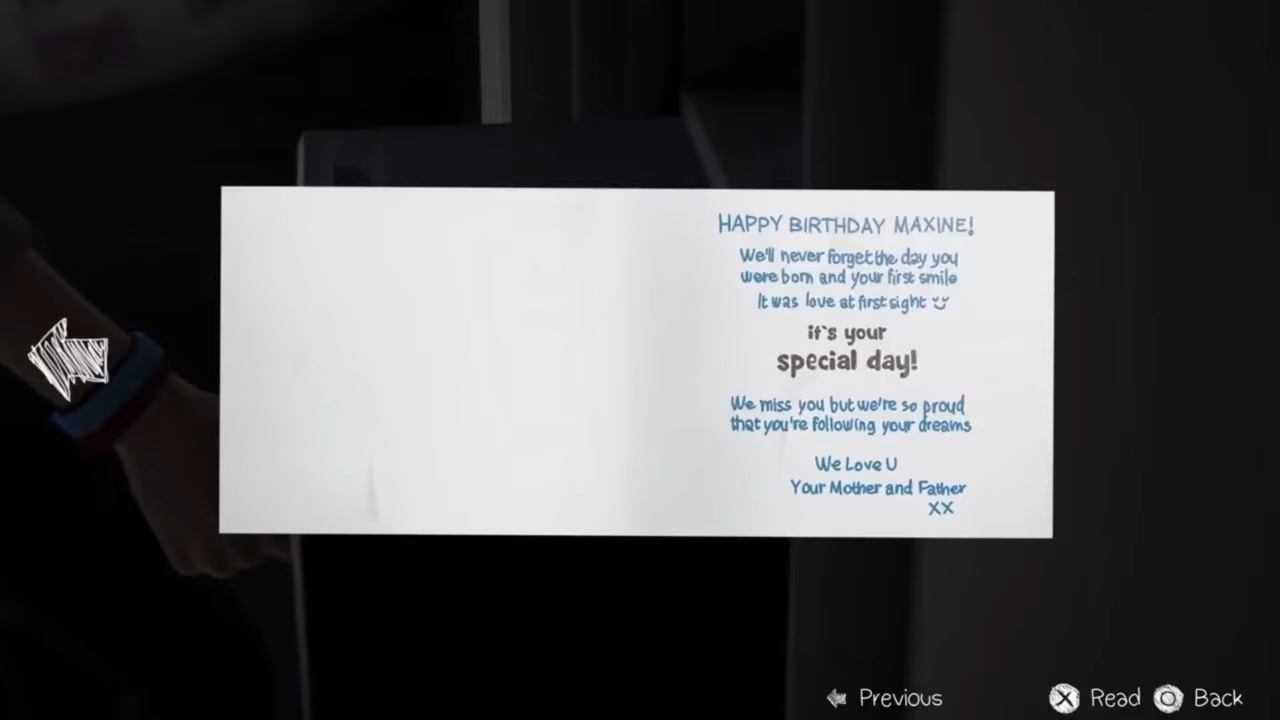 HAPPY BIRTHDAY MAXINE!
We'll never forget the day you
were born and your first smile
It was love at first sight
it's your
special day!
We miss you but we're so proud
that you're following your dreams
We Love U
Your Mother and Father
XX
Previous
X Read
Back